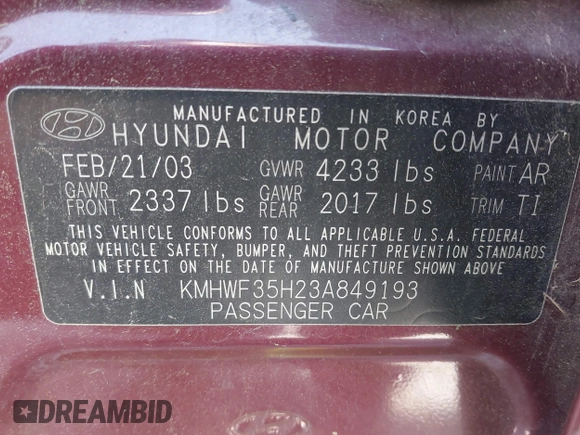 MANUFACTURED IN KOREA BY
HYUNDAI MOTOR COMPANY
FEB/21/03 GVWR 4233 lbs PAINT AR
GAWR FRONT 2337 lbs GAWR REAR 2017 lbs TRIM TI
THIS VEHICLE CONFORMS TO ALL APPLICABLE U.S.A. FEDERAL
MOTOR VEHICLE SAFETY, BUMPER, AND THEFT PREVENTION STANDARDS
IN EFFECT ON THE DATE OF MANUFACTURE SHOWN ABOVE
V.I.N KMHWF35H23A849193
PASSENGER CAR
DREAMBID